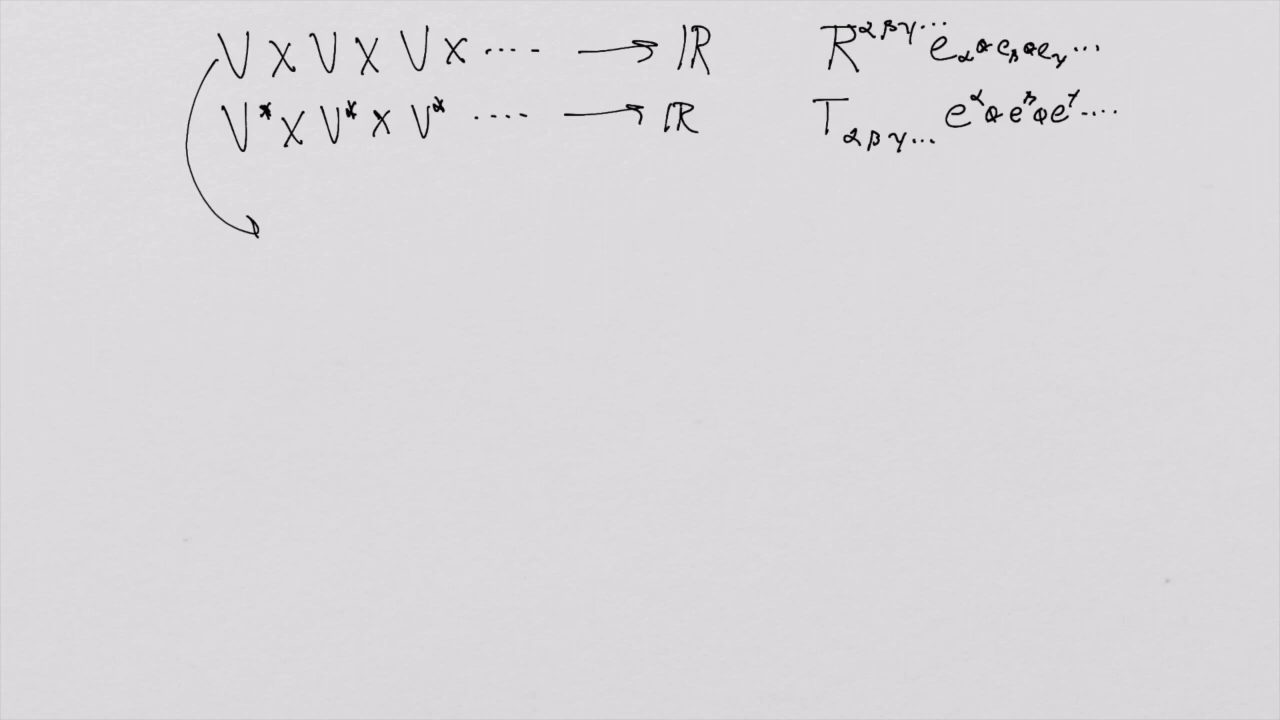 V × V × V × ···· → ℝ R^{αβγ···} e_α ⊗ e_β ⊗ e_γ ···
V* × V* × V* ···· → ℝ T_{αβγ···} e^α ⊗ e^β ⊗ e^γ ····